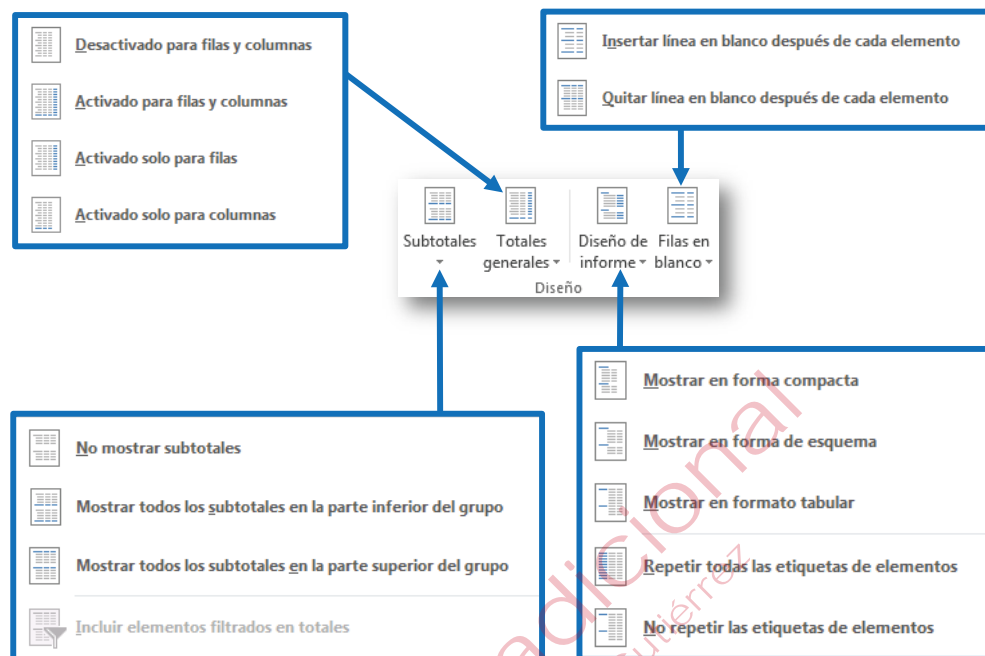 Desactivado para filas y columnas
Activado para filas y columnas
Activado solo para filas
Activado solo para columnas
Insertar línea en blanco después de cada elemento
Quitar línea en blanco después de cada elemento
Subtotales
Totales
generales
Diseño de
informe
Filas en
blanco
Diseño
No mostrar subtotales
Mostrar todos los subtotales en la parte inferior del grupo
Mostrar todos los subtotales en la parte superior del grupo
Incluir elementos filtrados en totales
Mostrar en forma compacta
Mostrar en forma de esquema
Mostrar en formato tabular
Repetir todas las etiquetas de elementos
No repetir las etiquetas de elementos
adicional